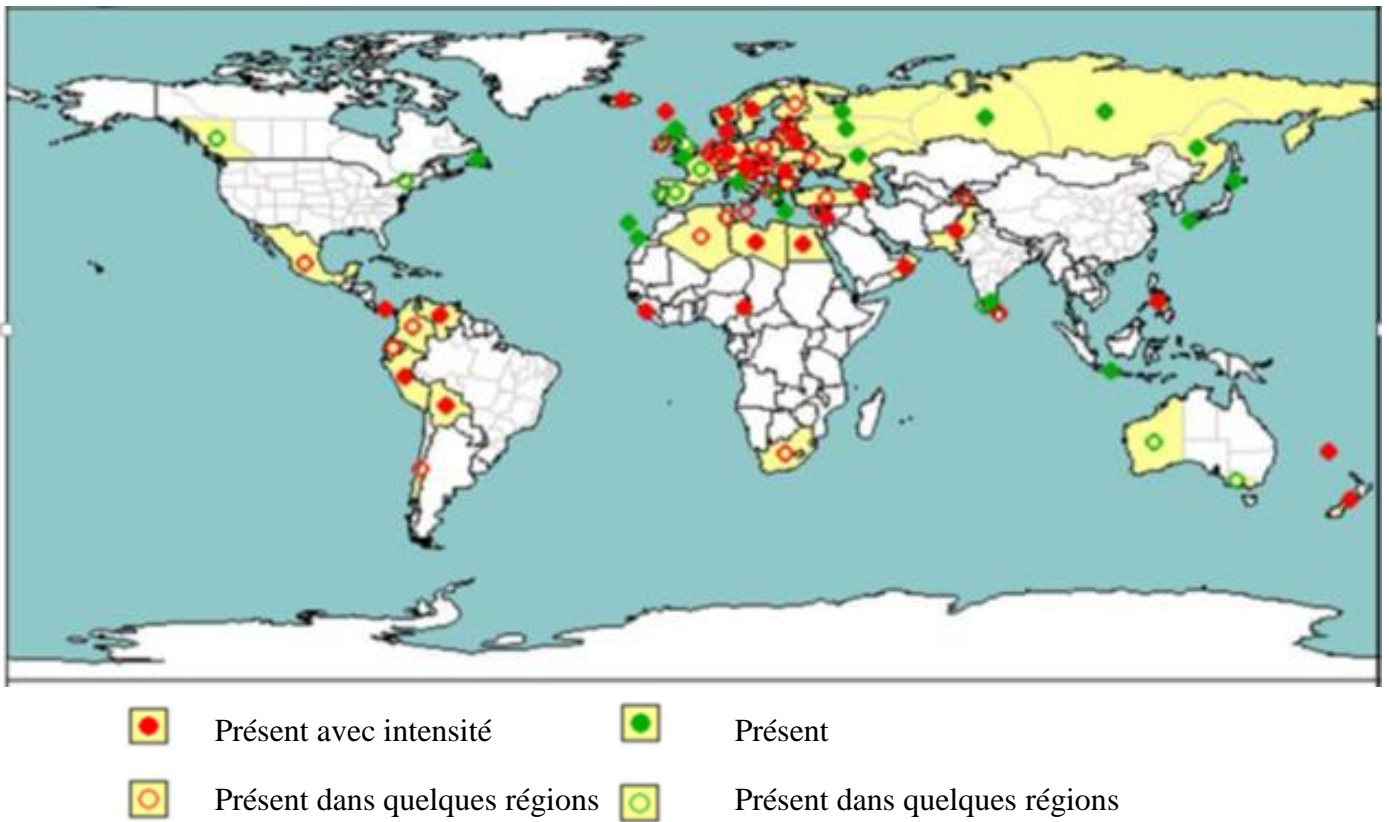 Présent avec intensité
Présent
Présent dans quelques régions
Présent dans quelques régions